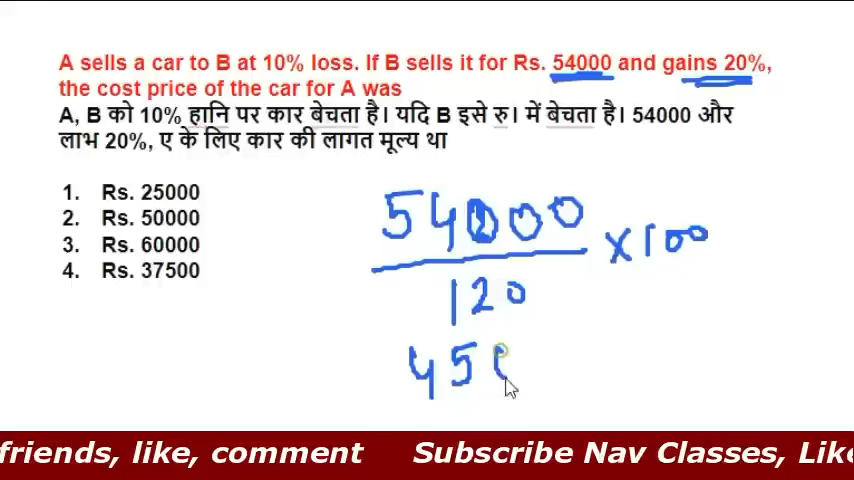 A sells a car to B at 10% loss. If B sells it for Rs. 54000 and gains 20%,
the cost price of the car for A was
A, B को 10% हानि पर कार बेचता है। यदि B इसे रु। में बेचता है। 54000 और
लाभ 20%, ए के लिए कार की लागत मूल्य था
1. Rs. 25000
2. Rs. 50000
3. Rs. 60000
4. Rs. 37500
54000
×100
120
450
friends, like, comment Subscribe Nav Classes, Like